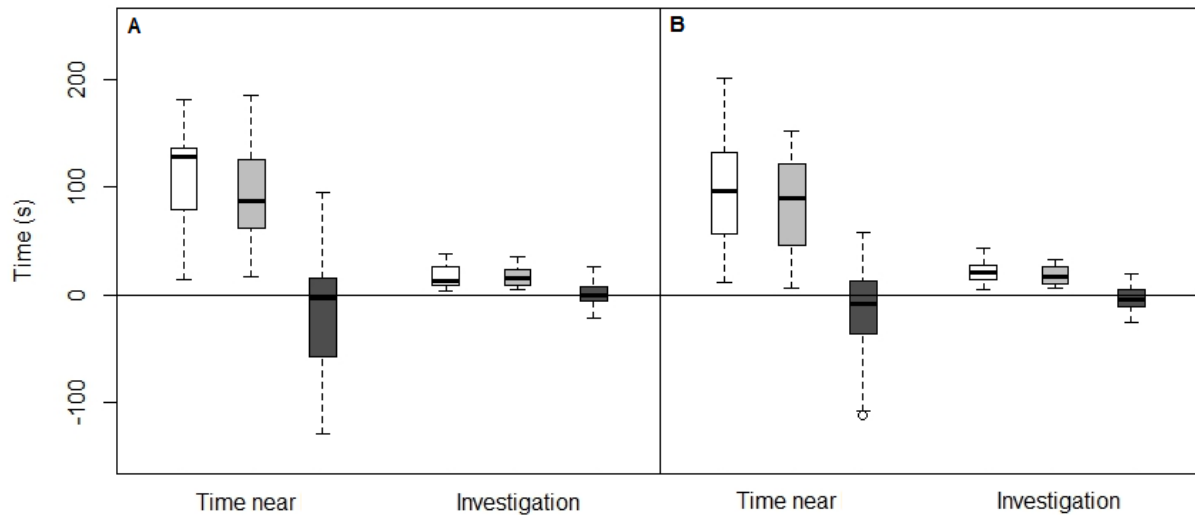 A
B
200
100
0
-100
Time (s)
Time near
Investigation
Time near
Investigation